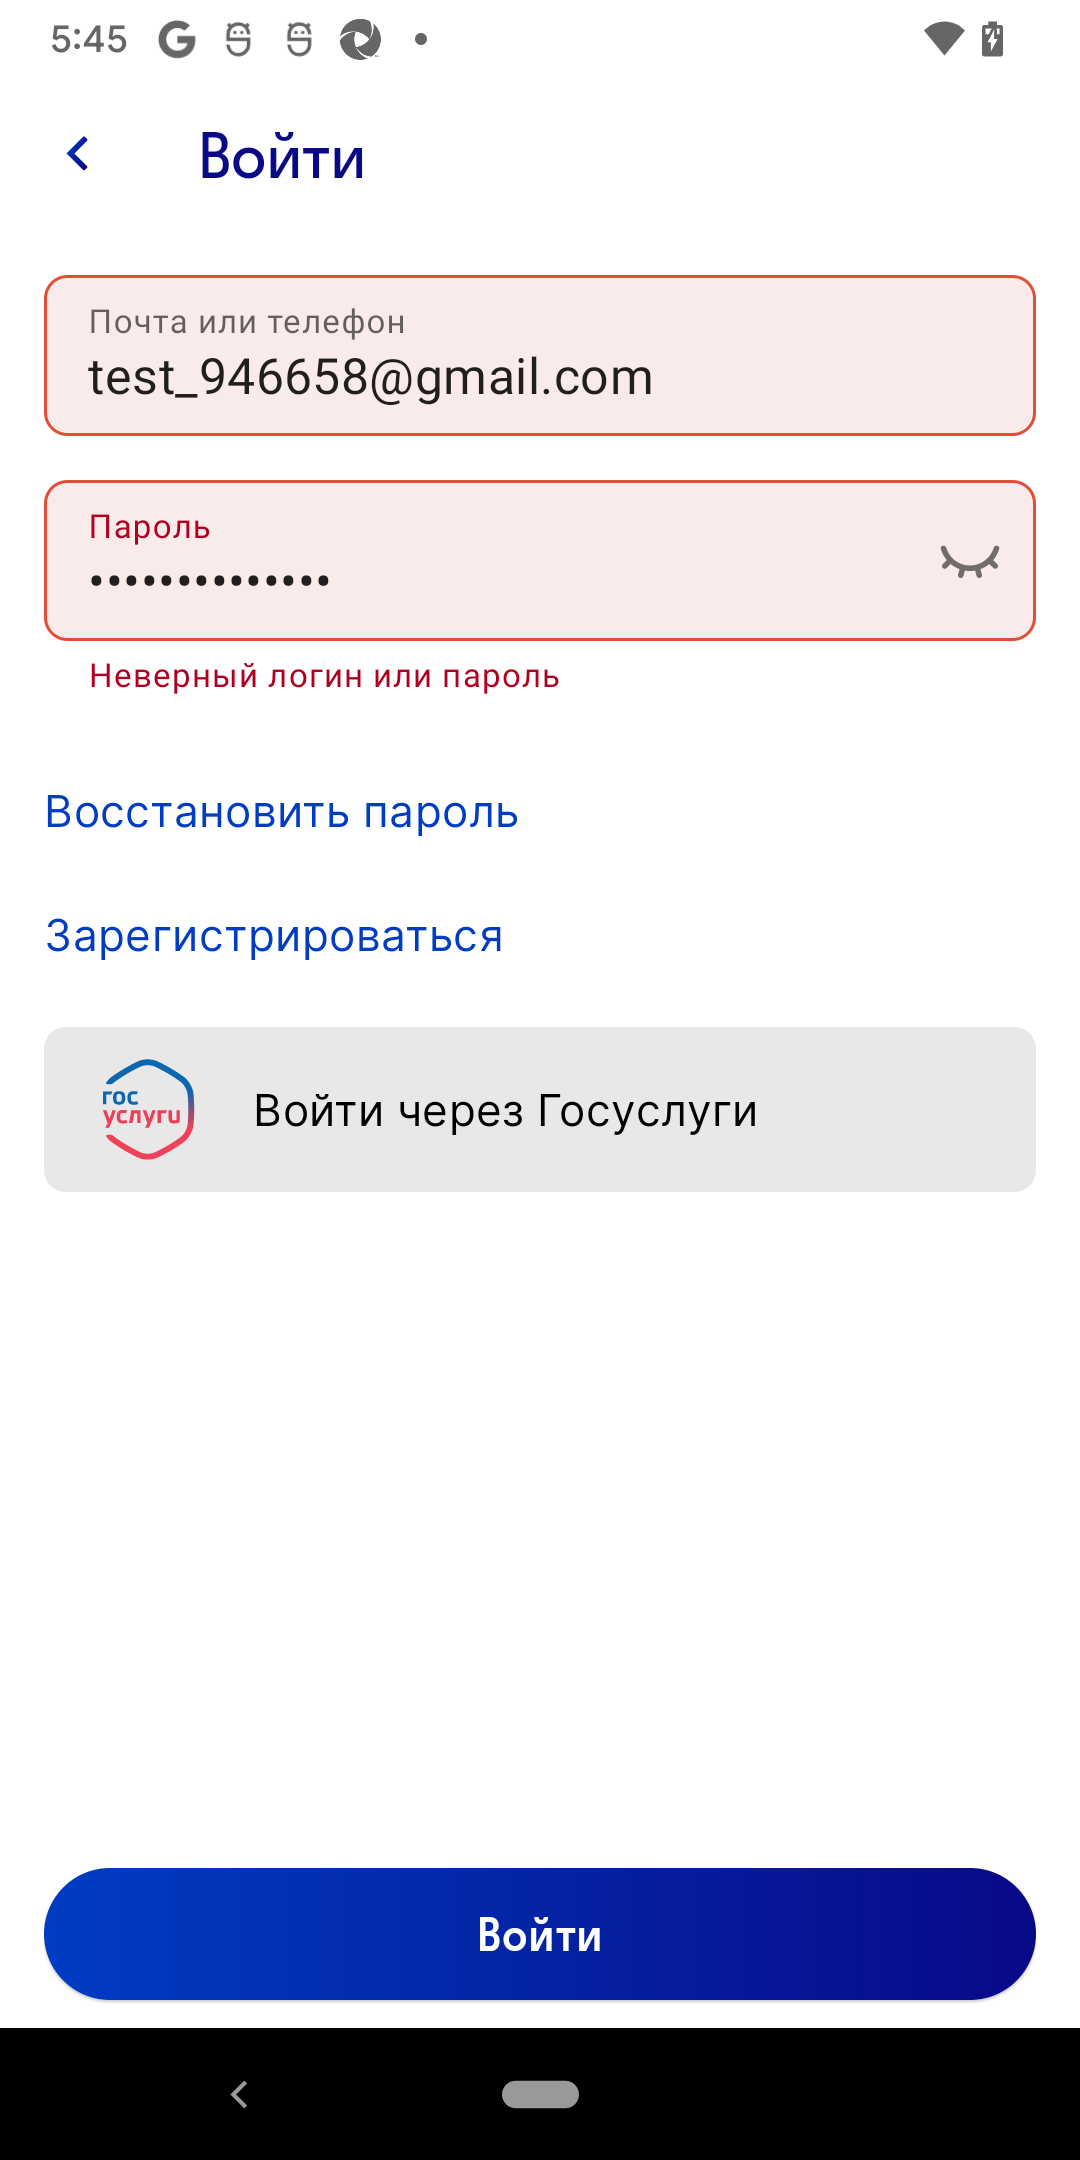 5:45
Войти
Почта или телефон
test_946658@gmail.com
Пароль
••••••••••••••
Неверный логин или пароль
Восстановить пароль
Зарегистрироваться
гос
услуги
Войти через Госуслуги
Войти